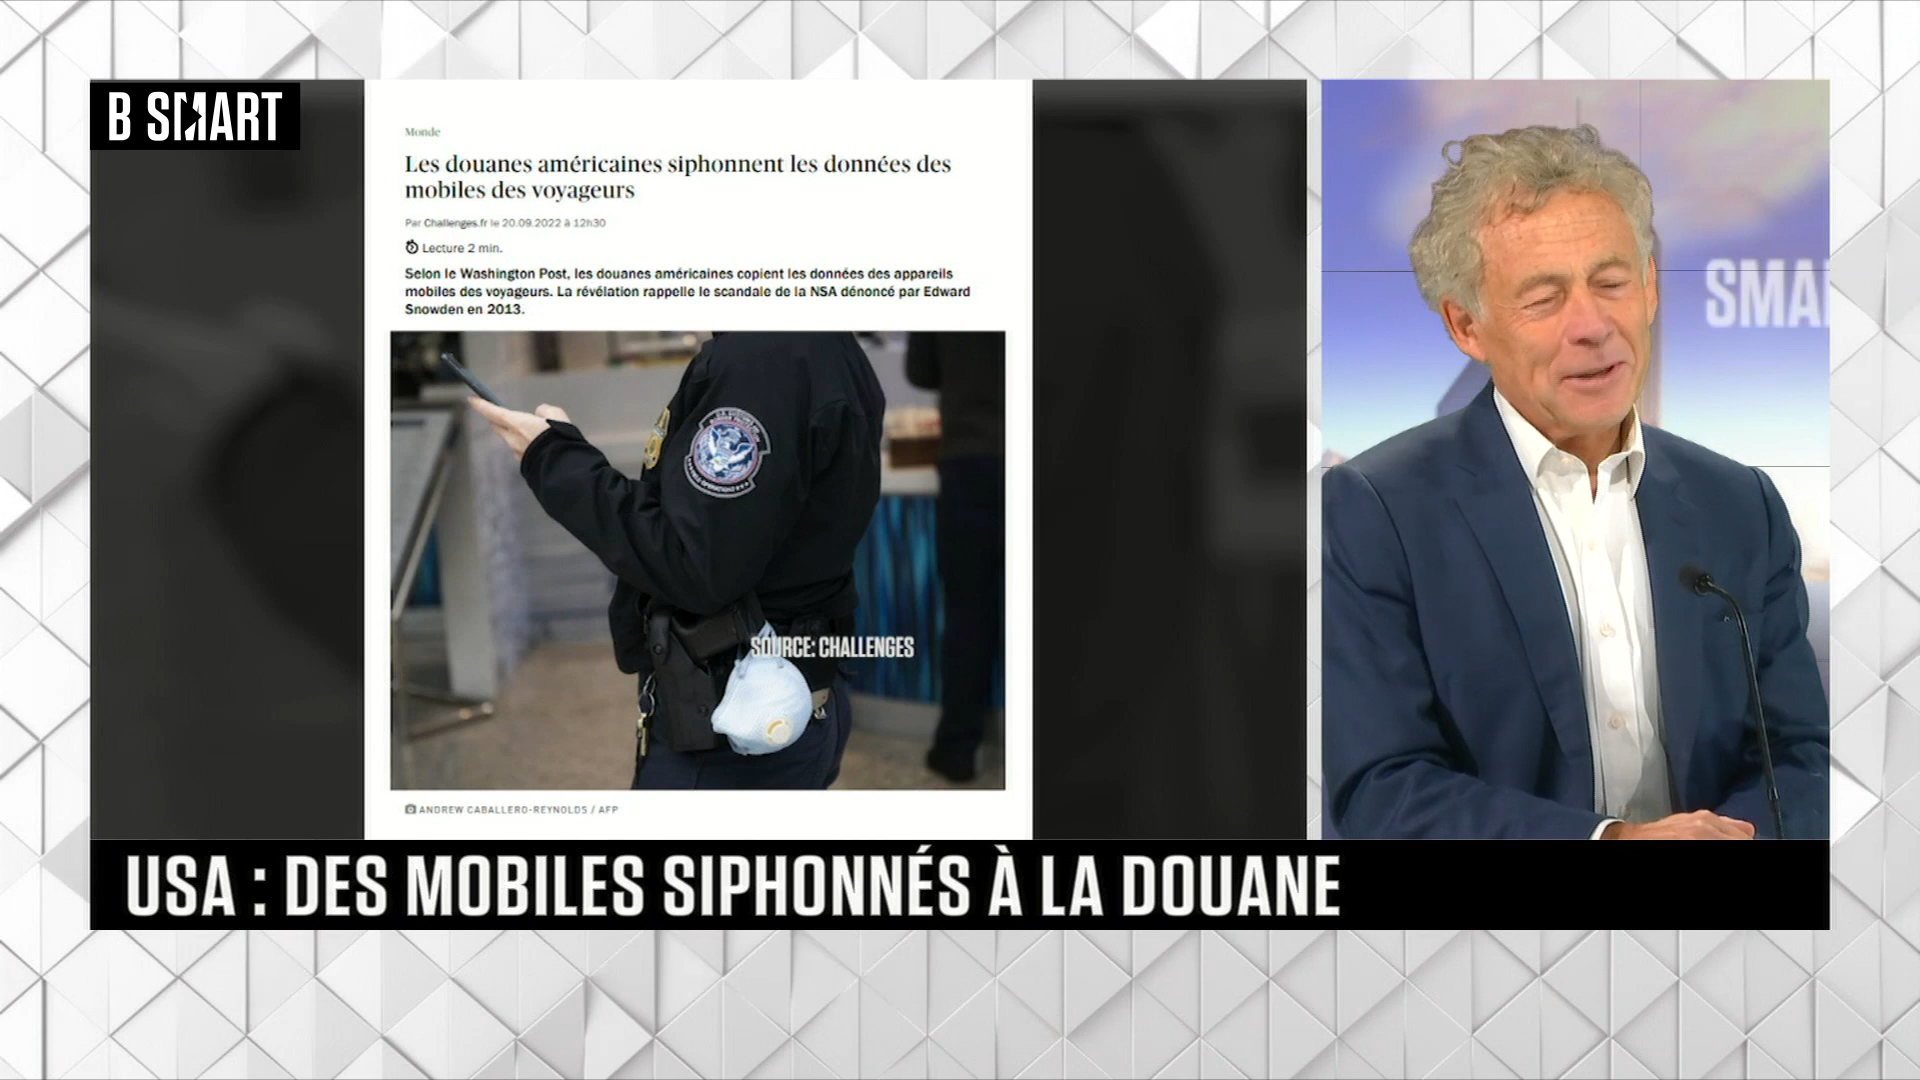 B SMART
Monde
Les douanes américaines siphonnent les données des
mobiles des voyageurs
Par Challenges.fr le 20.09.2022 à 12h30
Lecture 2 min.
Selon le Washington Post, les douanes américaines copient les données des appareils
mobiles des voyageurs. La révélation rappelle le scandale de la NSA dénoncé par Edward
Snowden en 2013.
SOURCE: CHALLENGES
ANDREW CABALLERO-REYNOLDS / AFP
SMA
USA : DES MOBILES SIPHONNÉS À LA DOUANE